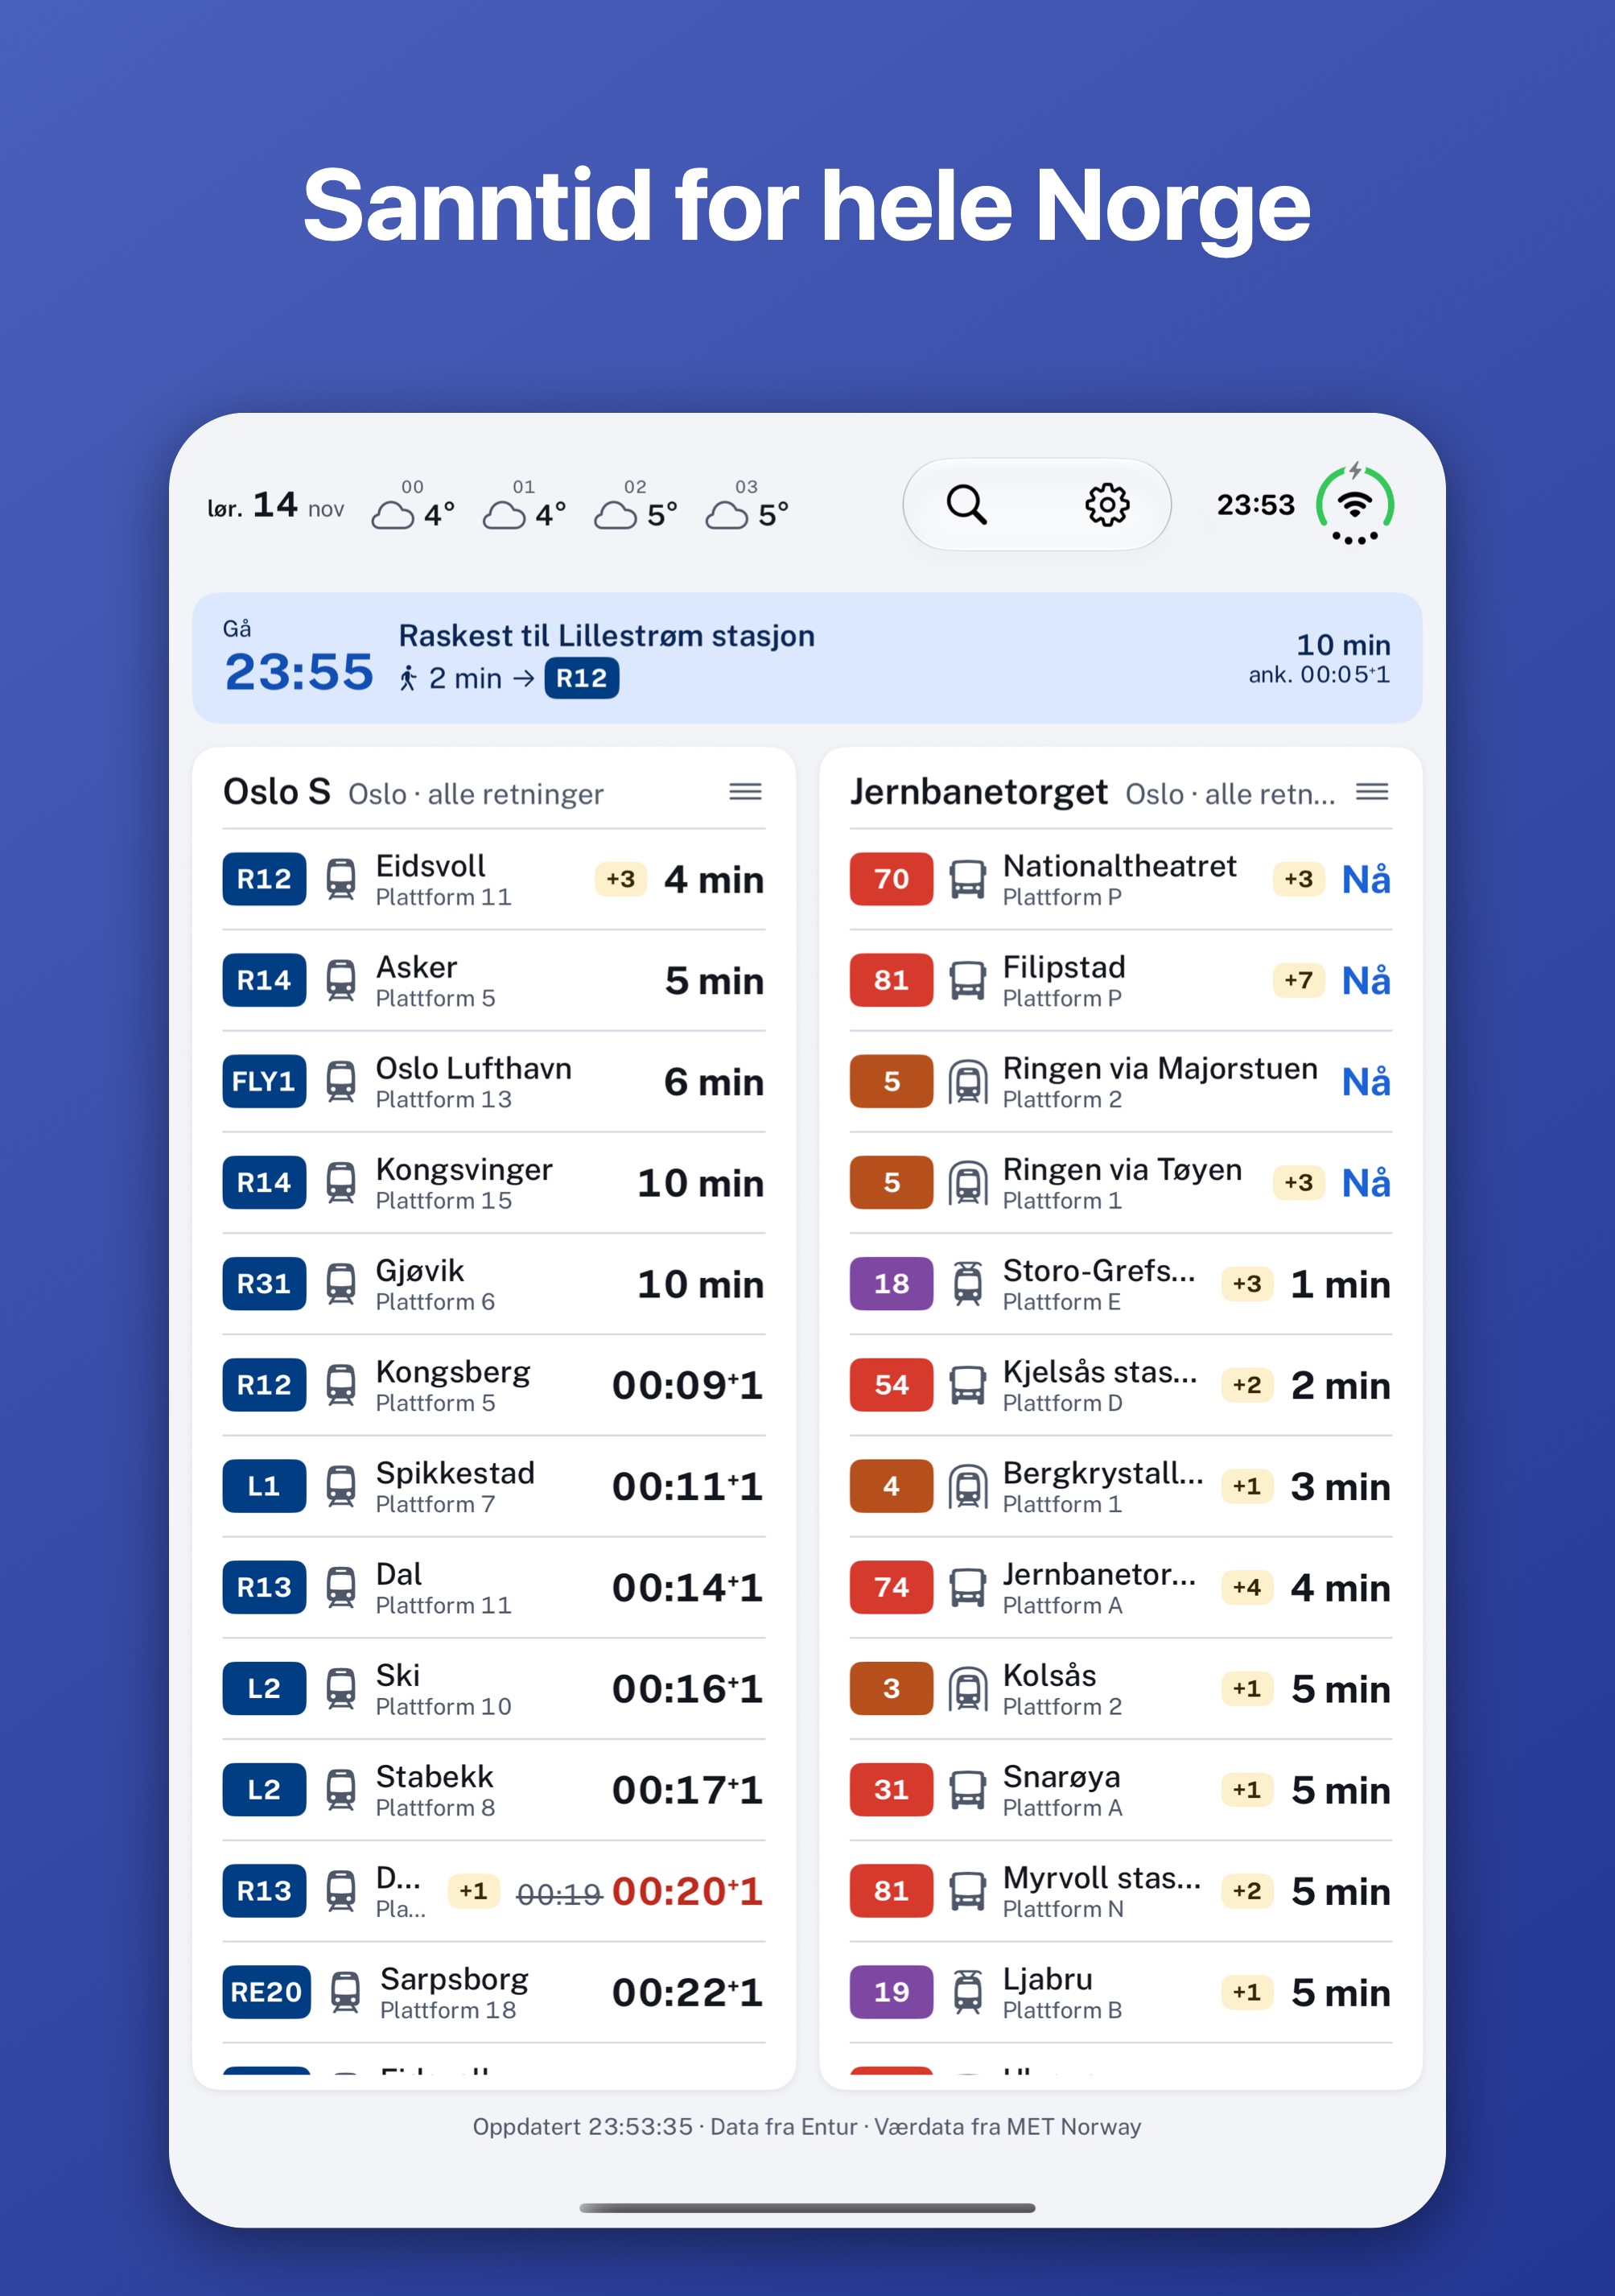 Sanntid for hele Norge
lør. 14 nov
00 4°
01 4°
02 5°
03 5°
23:53
Gå
23:55
Raskest til Lillestrøm stasjon
2 min → R12
10 min
ank. 00:05+1
Oslo S Oslo · alle retninger
R12 Eidsvoll +3 4 min
Plattform 11
R14 Asker 5 min
Plattform 5
FLY1 Oslo Lufthavn 6 min
Plattform 13
R14 Kongsvinger 10 min
Plattform 15
R31 Gjøvik 10 min
Plattform 6
R12 Kongsberg 00:09+1
Plattform 5
L1 Spikkestad 00:11+1
Plattform 7
R13 Dal 00:14+1
Plattform 11
L2 Ski 00:16+1
Plattform 10
L2 Stabekk 00:17+1
Plattform 8
R13 D... +1 00:19 00:20+1
Pla...
RE20 Sarpsborg 00:22+1
Plattform 18
Jernbanetorget Oslo · alle retn...
70 Nationaltheatret +3 Nå
Plattform P
81 Filipstad +7 Nå
Plattform P
5 Ringen via Majorstuen Nå
Plattform 2
5 Ringen via Tøyen +3 Nå
Plattform 1
18 Storo-Grefs... +3 1 min
Plattform E
54 Kjelsås stas... +2 2 min
Plattform D
4 Bergkrystall... +1 3 min
Plattform 1
74 Jernbanetor... +4 4 min
Plattform A
3 Kolsås +1 5 min
Plattform 2
31 Snarøya +1 5 min
Plattform A
81 Myrvoll stas... +2 5 min
Plattform N
19 Ljabru +1 5 min
Plattform B
Oppdatert 23:53:35 · Data fra Entur · Værdata fra MET Norway